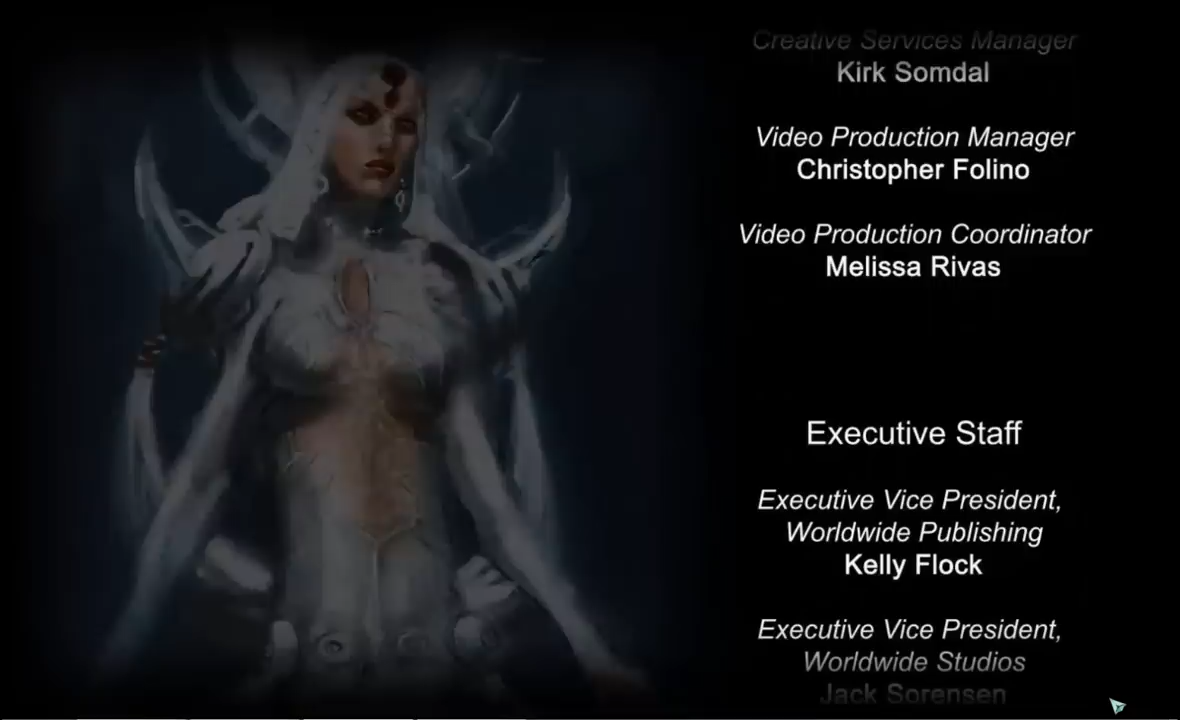 Creative Services Manager
Kirk Somdal
Video Production Manager
Christopher Folino
Video Production Coordinator
Melissa Rivas
Executive Staff
Executive Vice President,
Worldwide Publishing
Kelly Flock
Executive Vice President,
Worldwide Studios
Jack Sorensen